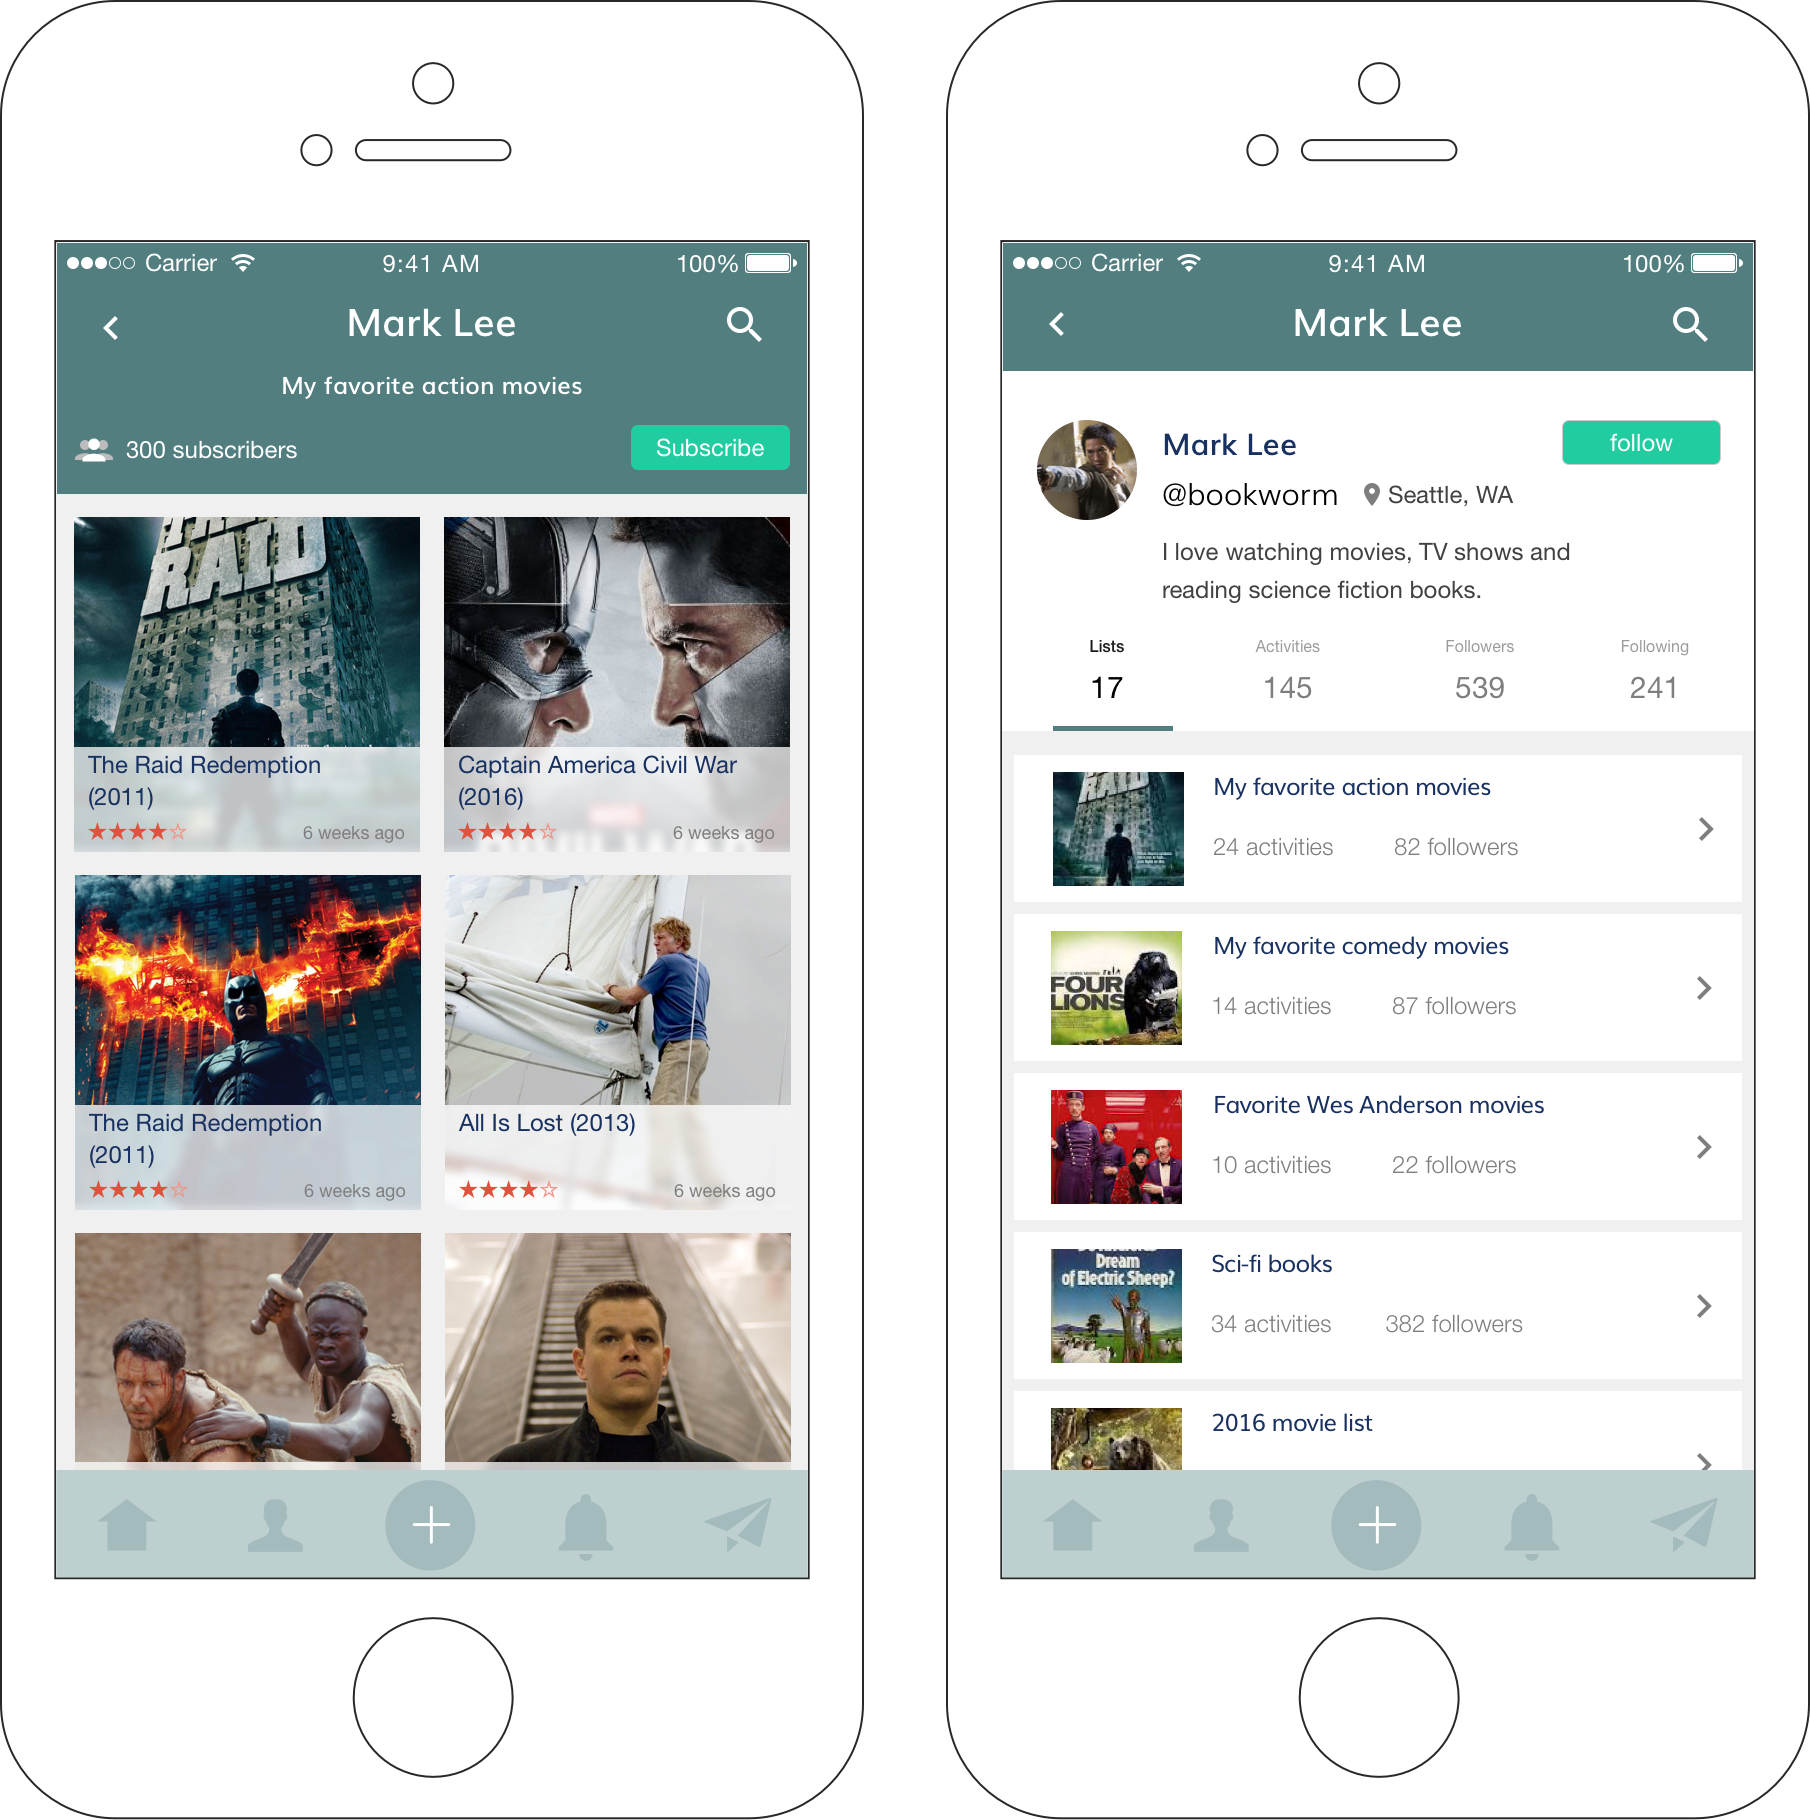 Carrier 9:41 AM 100%
Mark Lee
My favorite action movies
300 subscribers Subscribe
THE
RAID
The Raid Redemption
(2011)
6 weeks ago
Captain America Civil War
(2016)
6 weeks ago
The Raid Redemption
(2011)
6 weeks ago
All Is Lost (2013)
6 weeks ago
Carrier 9:41 AM 100%
Mark Lee
Mark Lee
follow
@bookworm Seattle, WA
I love watching movies, TV shows and
reading science fiction books.
Lists Activities Followers Following
17 145 539 241
RAID
My favorite action movies
24 activities 82 followers
FOUR
LIONS
My favorite comedy movies
14 activities 87 followers
Favorite Wes Anderson movies
10 activities 22 followers
Dream
of Electric Sheep?
Sci-fi books
34 activities 382 followers
2016 movie list